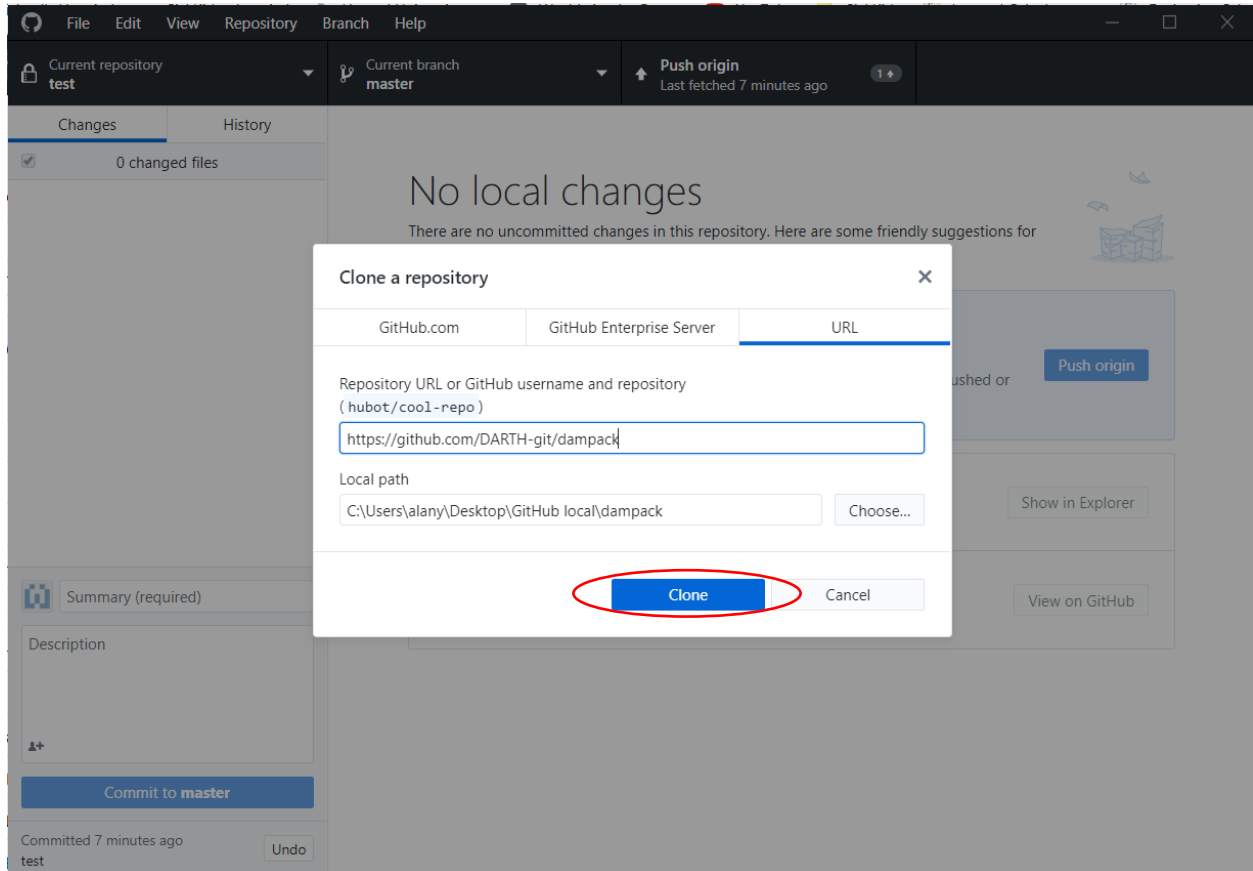 File Edit View Repository Branch Help
Current repository
test
Current branch
master
Push origin
Last fetched 7 minutes ago
1
Changes History
0 changed files
No local changes
There are no uncommitted changes in this repository. Here are some friendly suggestions for
Clone a repository
GitHub.com GitHub Enterprise Server URL
Repository URL or GitHub username and repository
(hubot/cool-repo)
https://github.com/DARTH-git/dampack
Local path
C:\Users\alany\Desktop\GitHub local\dampack
Choose...
Clone Cancel
ushed or
Push origin
Show in Explorer
View on GitHub
Summary (required)
Description
Commit to master
Committed 7 minutes ago
test
Undo